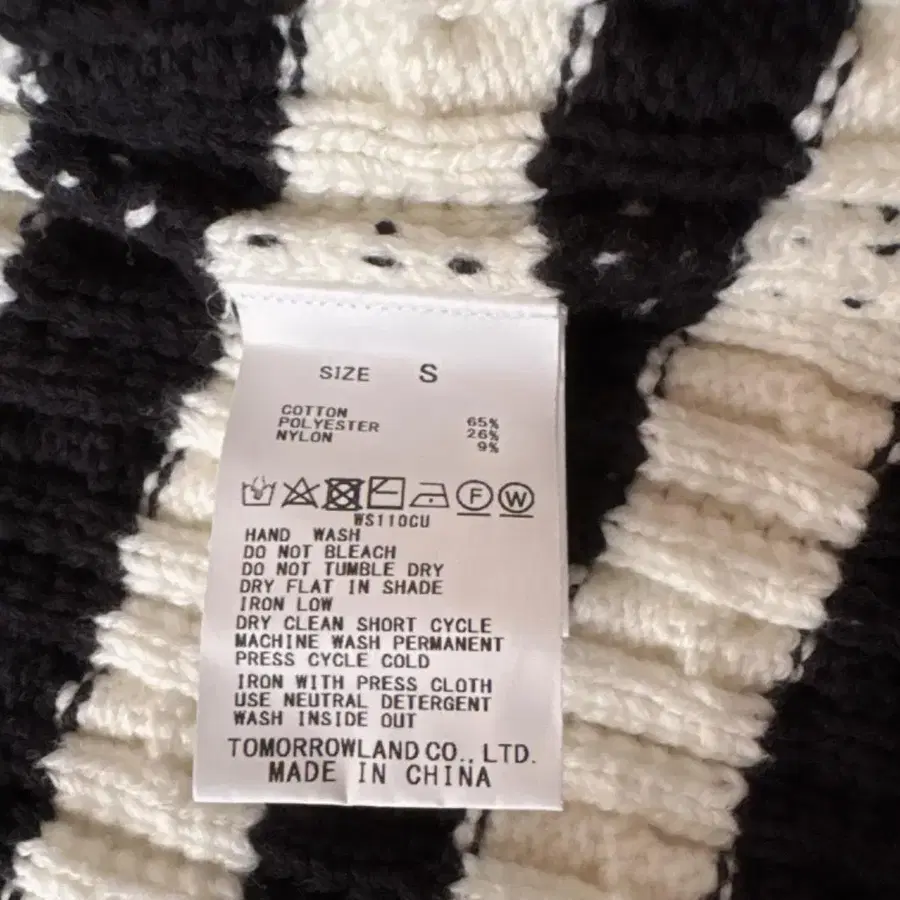 SIZE S
COTTON 65%
POLYESTER 26%
NYLON 9%
F W
WS110CU
HAND WASH
DO NOT BLEACH
DO NOT TUMBLE DRY
DRY FLAT IN SHADE
IRON LOW
DRY CLEAN SHORT CYCLE
MACHINE WASH PERMANENT
PRESS CYCLE COLD
IRON WITH PRESS CLOTH
USE NEUTRAL DETERGENT
WASH INSIDE OUT
TOMORROWLAND CO., LTD.
MADE IN CHINA